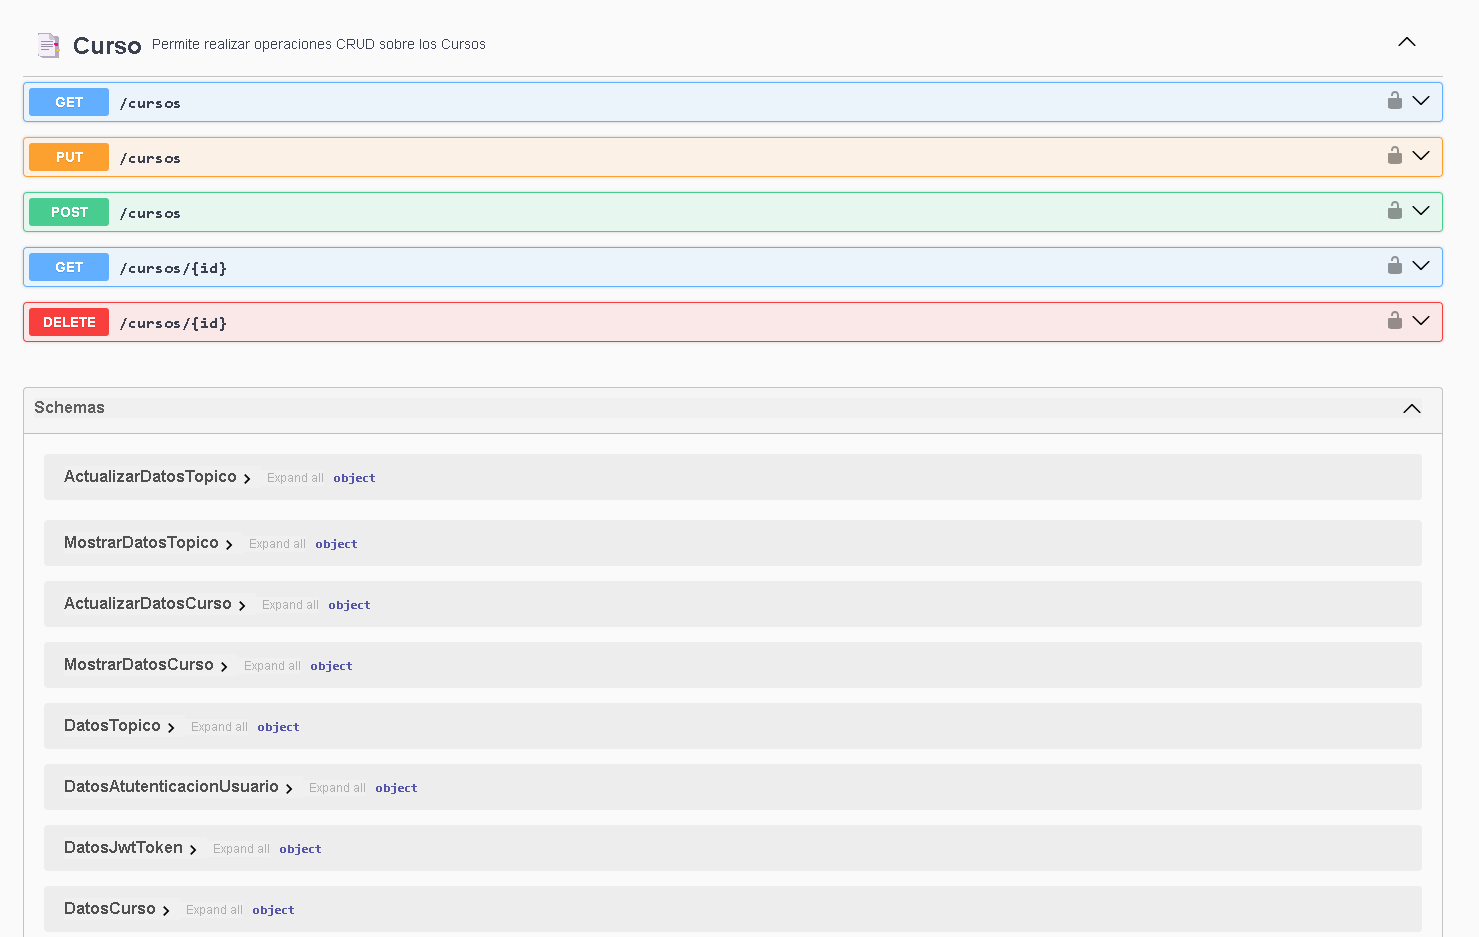 Curso Permite realizar operaciones CRUD sobre los Cursos
GET /cursos
PUT /cursos
POST /cursos
GET /cursos/{id}
DELETE /cursos/{id}
Schemas
ActualizarDatosTopico Expand all object
MostrarDatosTopico Expand all object
ActualizarDatosCurso Expand all object
MostrarDatosCurso Expand all object
DatosTopico Expand all object
DatosAtutenticacionUsuario Expand all object
DatosJwtToken Expand all object
DatosCurso Expand all object